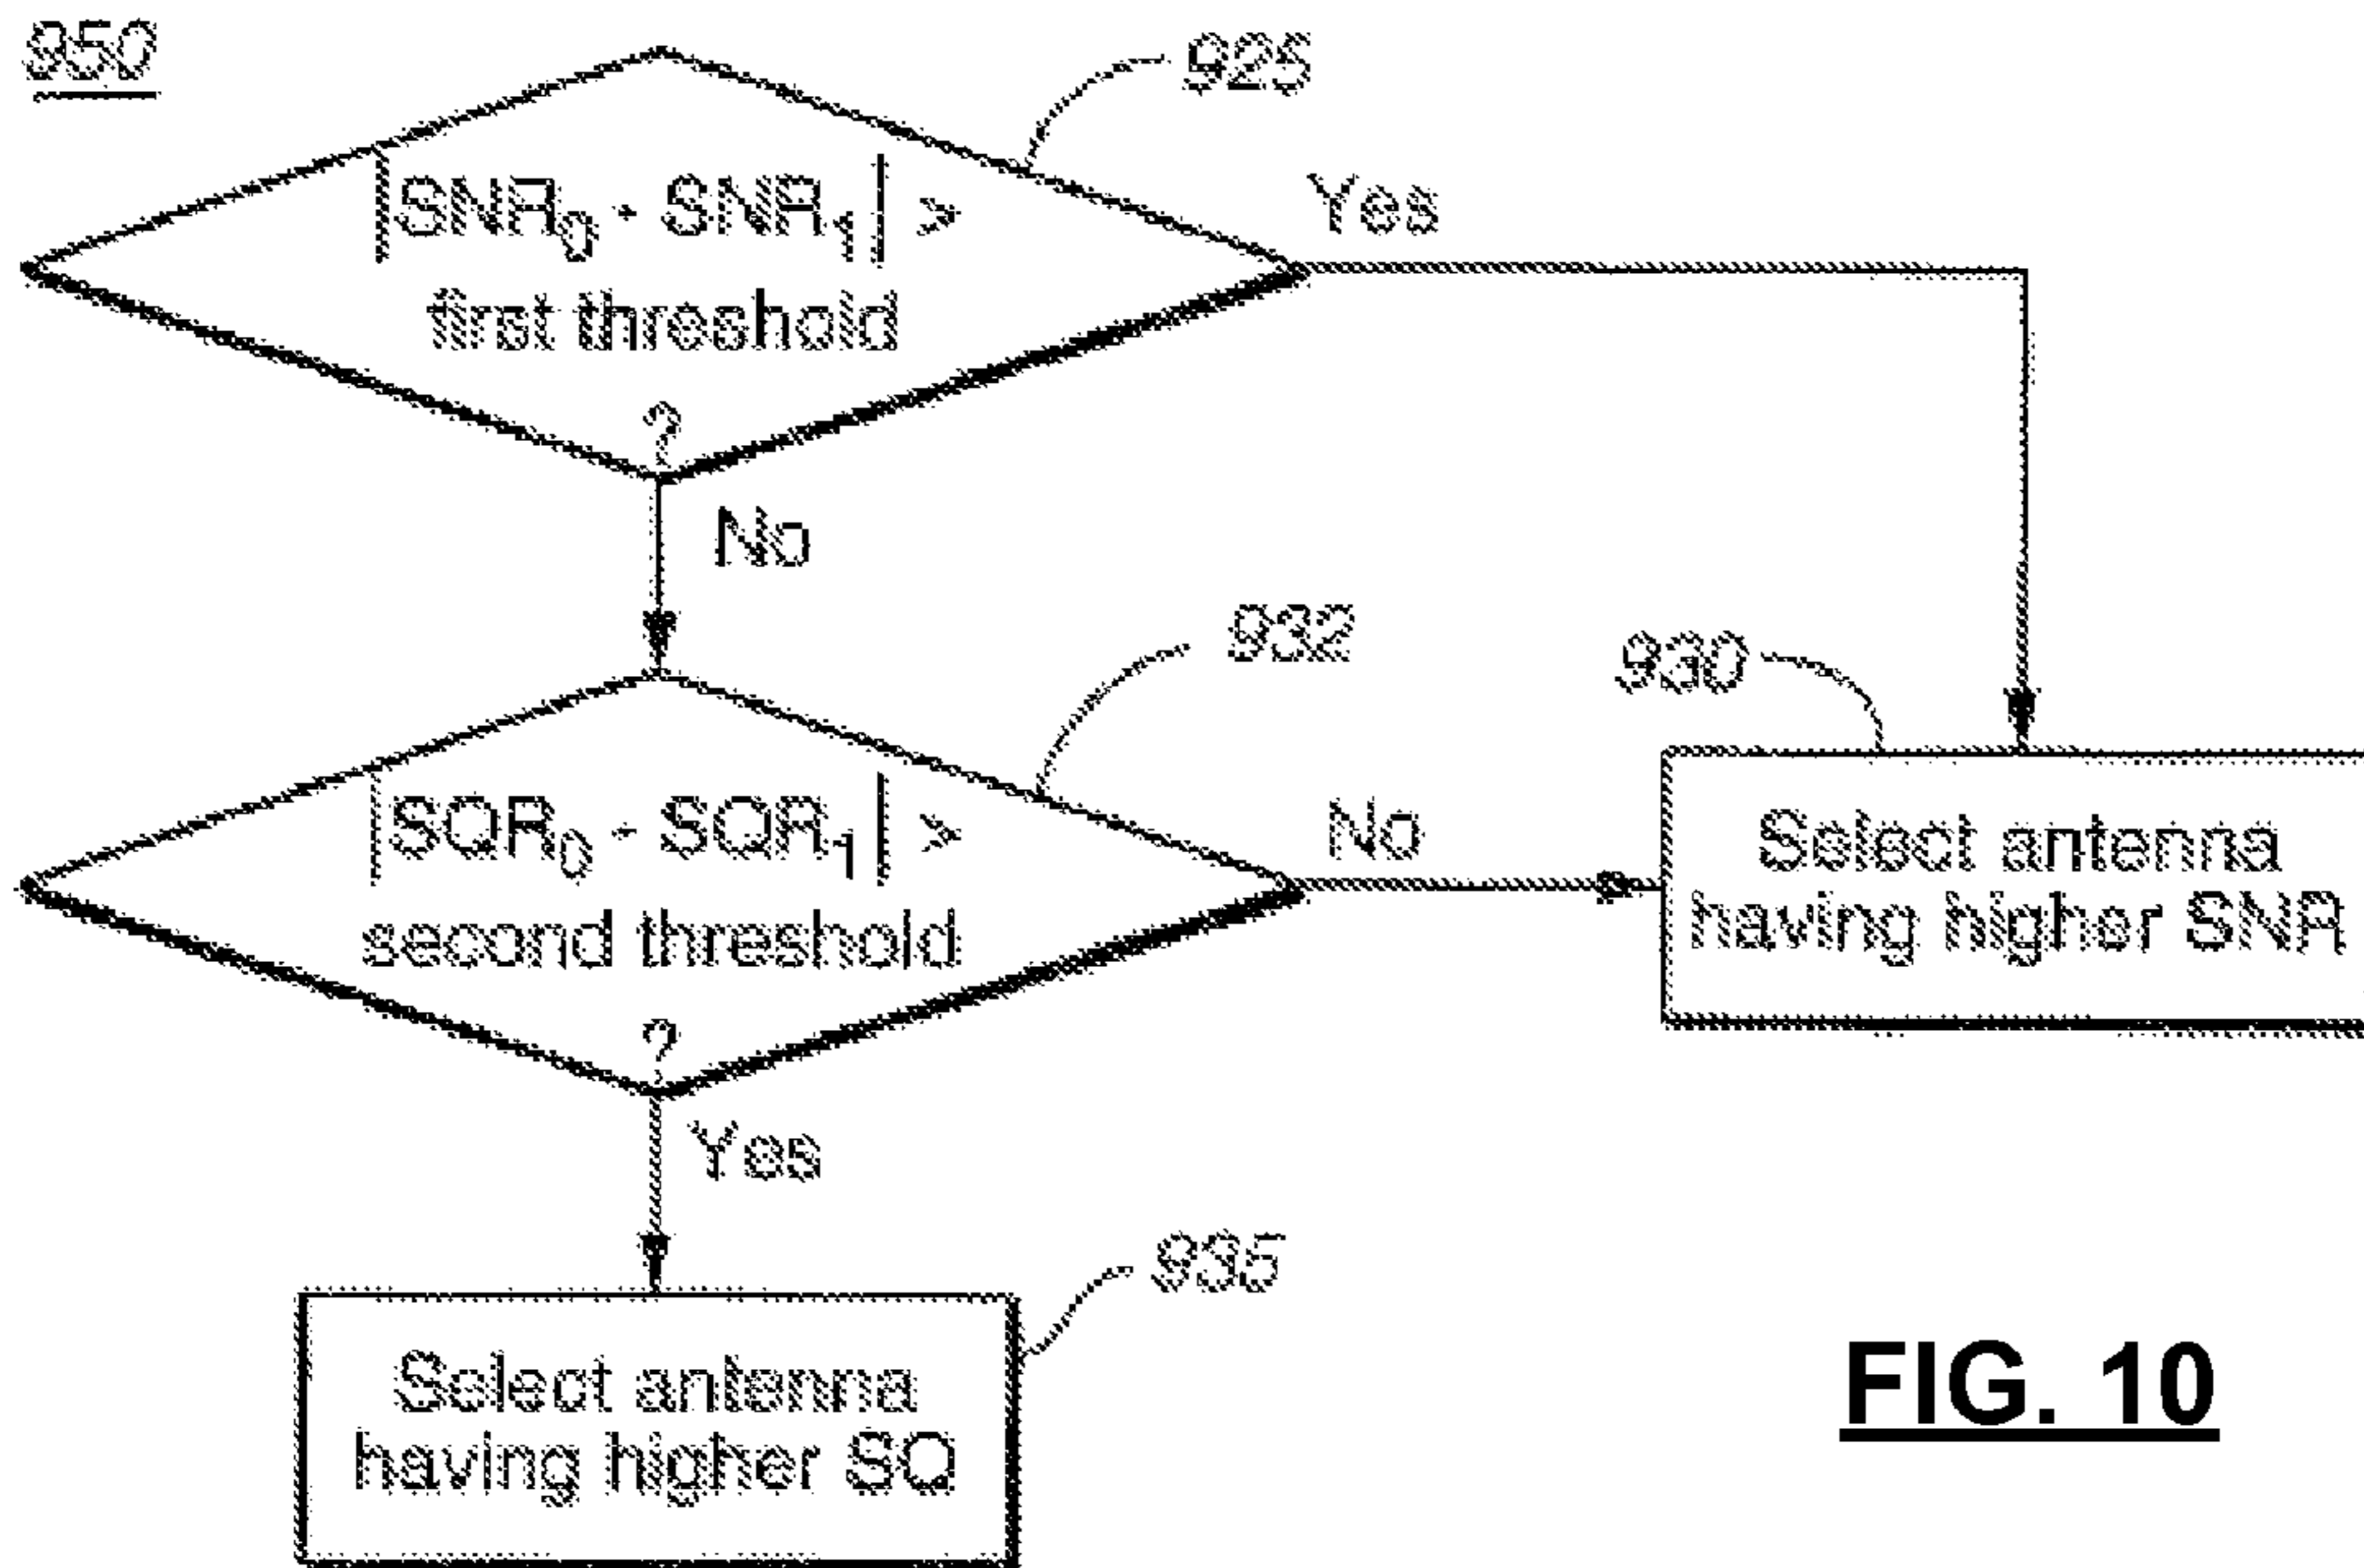 950
925
|SNR₀ - SNR₁| >
first threshold
?
Yes
No
932
930
|SQR₀ - SQR₁| >
second threshold
?
No
Select antenna
having higher SNR
Yes
935
Select antenna
having higher SQ
FIG. 10